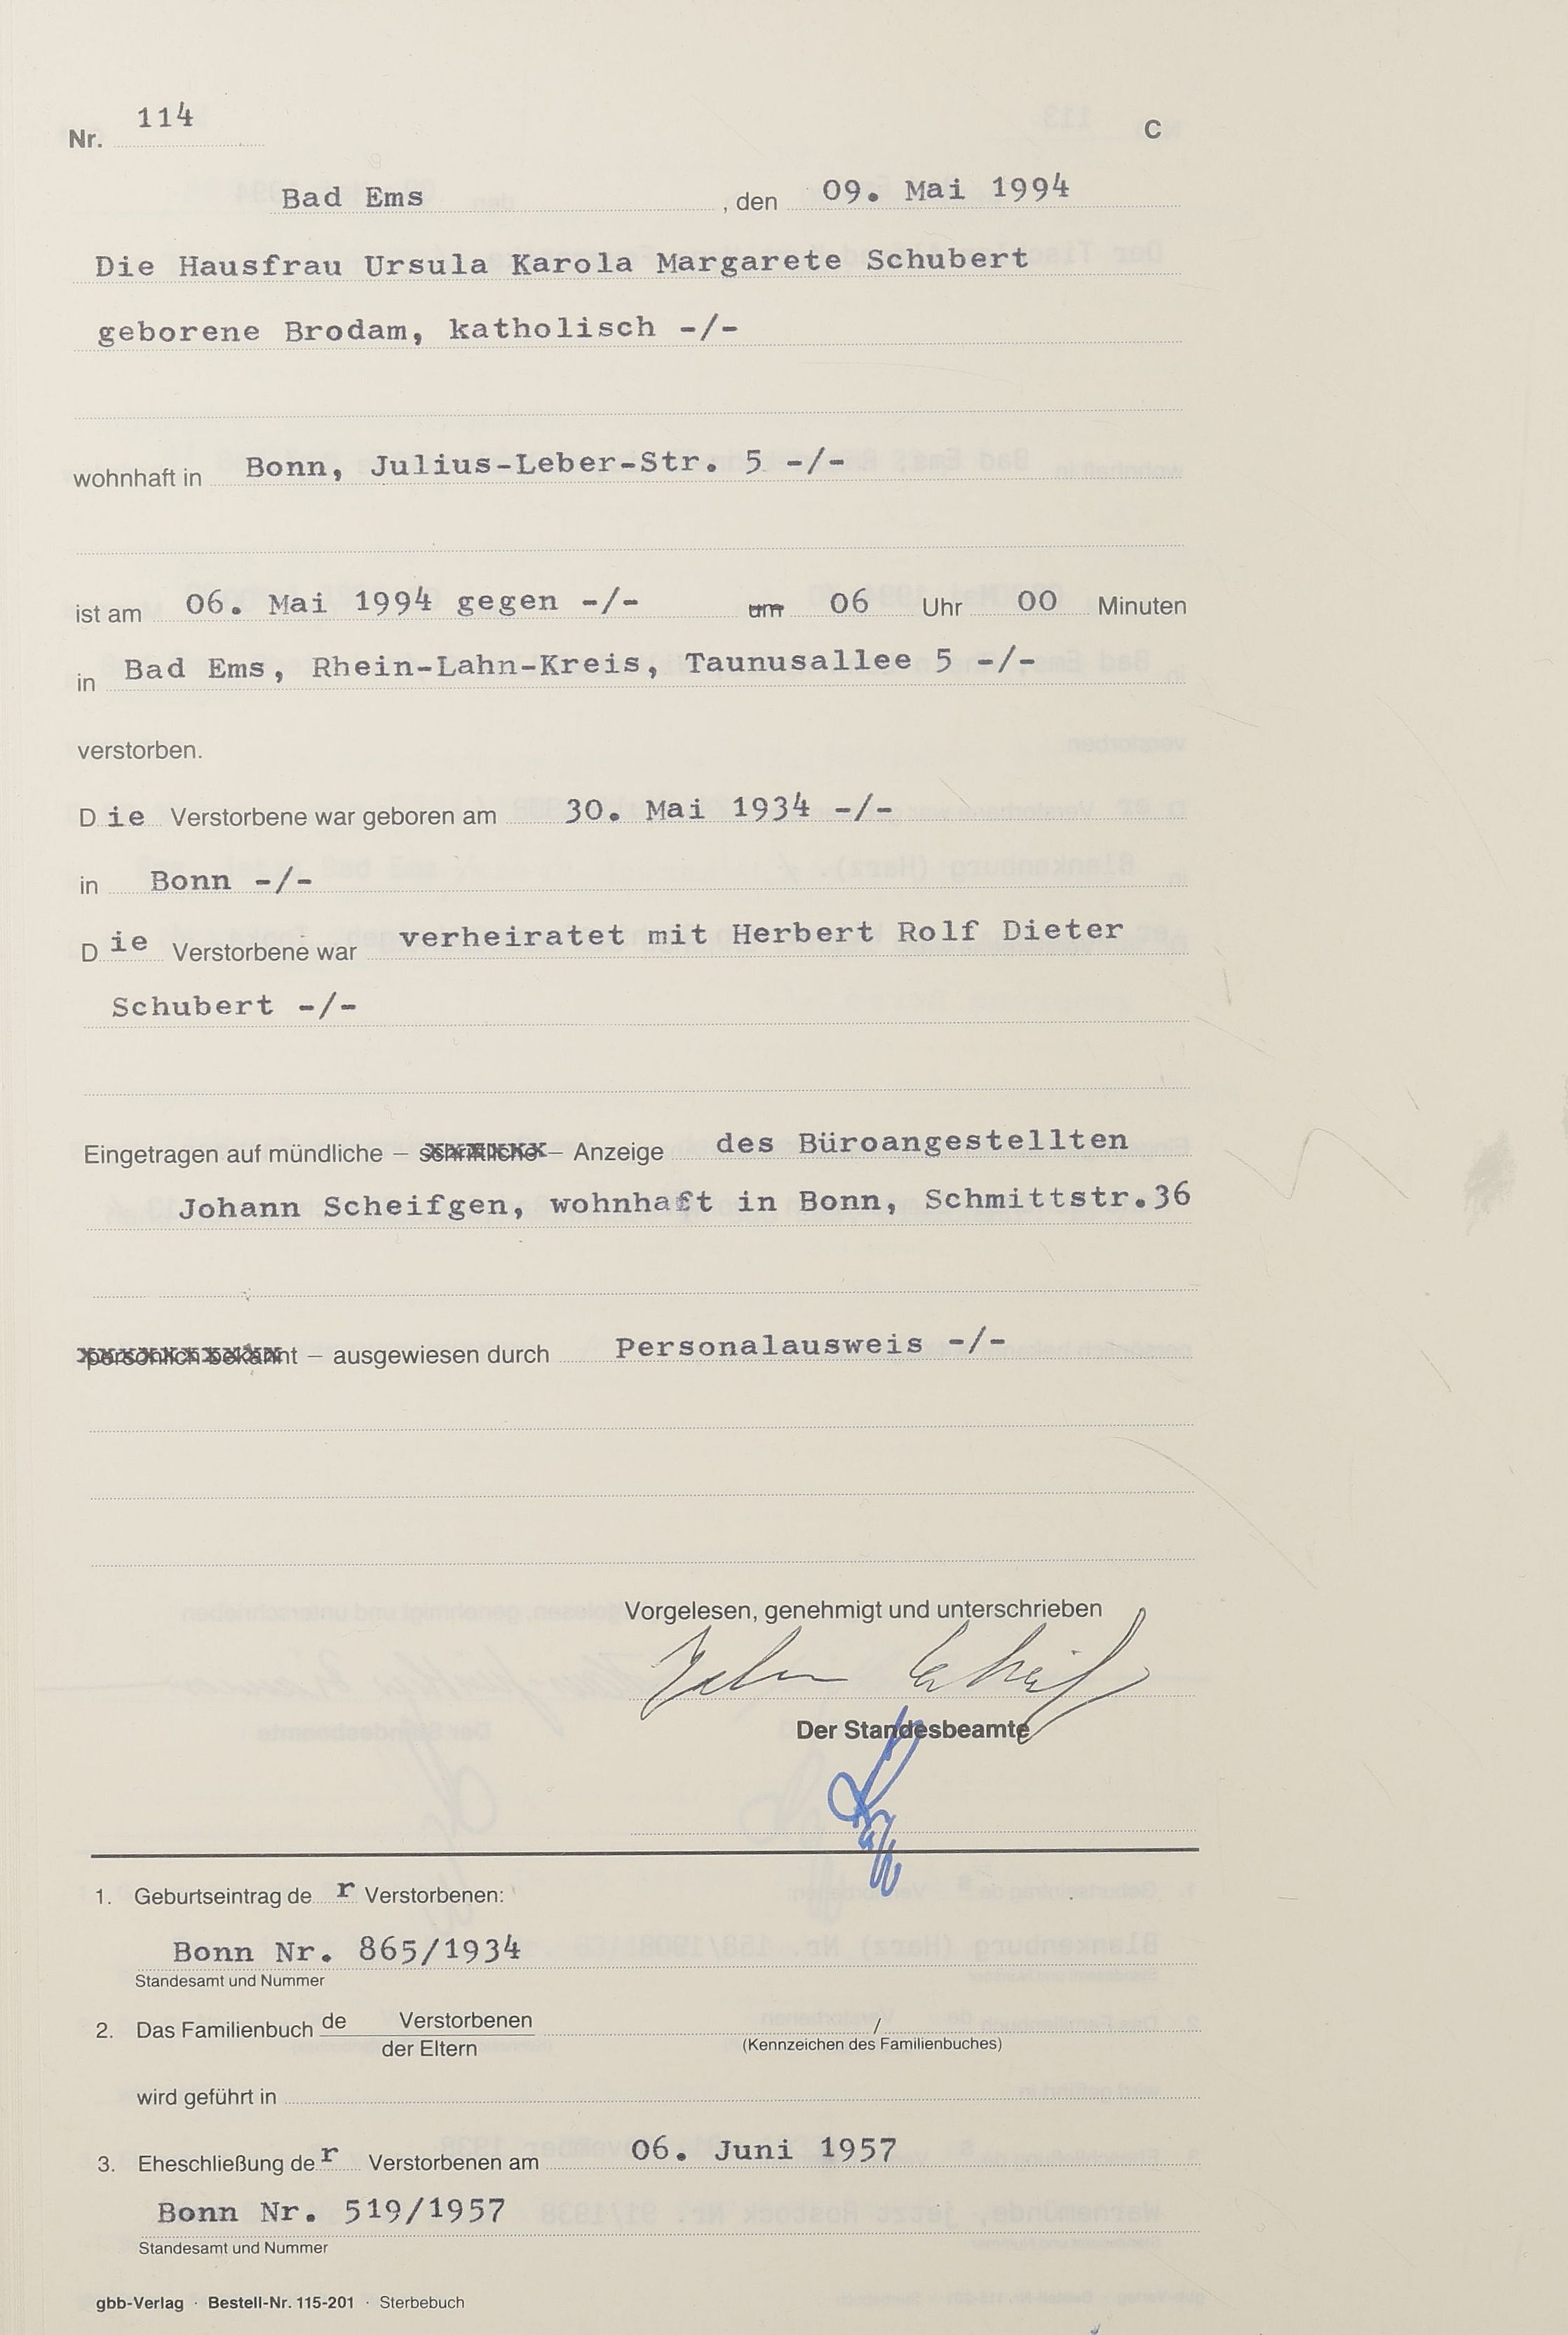 Nr. 114 C
Bad Ems , den 09. Mai 1994
Die Hausfrau Ursula Karola Margarete Schubert
geborene Brodam, katholisch -/-
wohnhaft in Bonn, Julius-Leber-Str. 5 -/-
ist am 06. Mai 1994 gegen -/- um 06 Uhr 00 Minuten
in Bad Ems, Rhein-Lahn-Kreis, Taunusallee 5 -/-
verstorben.
Die Verstorbene war geboren am 30. Mai 1934 -/-
in Bonn -/-
Die Verstorbene war verheiratet mit Herbert Rolf Dieter
Schubert -/-
Eingetragen auf mündliche – schriftliche – Anzeige des Büroangestellten
Johann Scheifgen, wohnhaft in Bonn, Schmittstr.36
persönlich bekannt – ausgewiesen durch Personalausweis -/-
Vorgelesen, genehmigt und unterschrieben
Der Standesbeamte
1. Geburtseintrag der Verstorbenen:
Bonn Nr. 865/1934
Standesamt und Nummer
2. Das Familienbuch de Verstorbenen /
der Eltern (Kennzeichen des Familienbuches)
wird geführt in
3. Eheschließung der Verstorbenen am 06. Juni 1957
Bonn Nr. 519/1957
Standesamt und Nummer
gbb-Verlag · Bestell-Nr. 115-201 · Sterbebuch